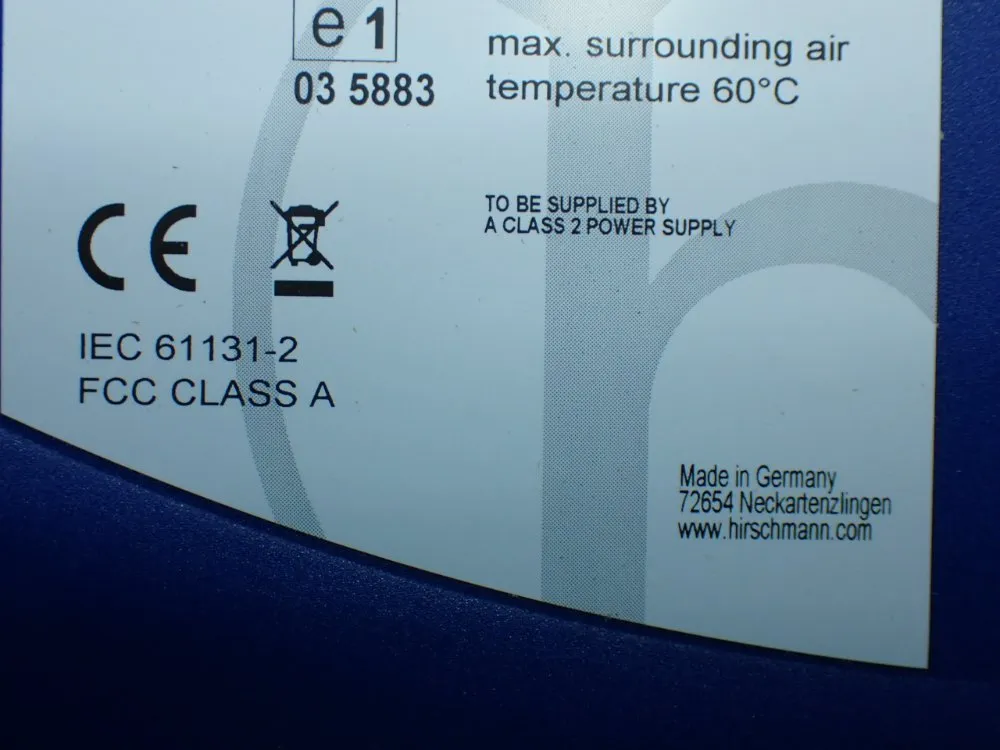 e 1
03 5883
max. surrounding air
temperature 60°C
TO BE SUPPLIED BY
A CLASS 2 POWER SUPPLY
CE
IEC 61131-2
FCC CLASS A
Made in Germany
72654 Neckartenzlingen
www.hirschmann.com